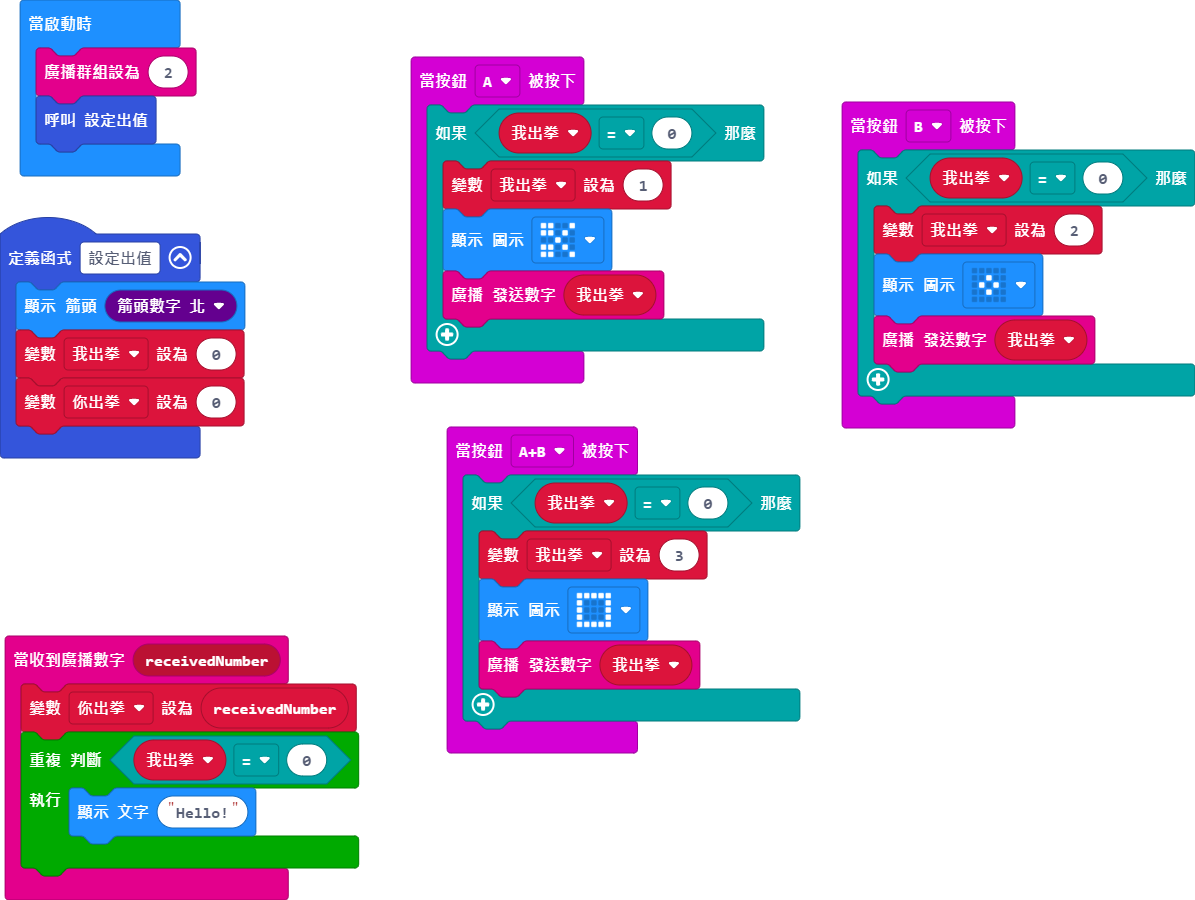 當啟動時
廣播群組設為 2
呼叫 設定出值
定義函式 設定出值
顯示 箭頭 箭頭數字 北
變數 我出拳 設為 0
變數 你出拳 設為 0
當按鈕 A 被按下
如果 我出拳 = 0 那麼
變數 我出拳 設為 1
顯示 圖示
廣播 發送數字 我出拳
當按鈕 B 被按下
如果 我出拳 = 0 那麼
變數 我出拳 設為 2
顯示 圖示
廣播 發送數字 我出拳
當按鈕 A+B 被按下
如果 我出拳 = 0 那麼
變數 我出拳 設為 3
顯示 圖示
廣播 發送數字 我出拳
當收到廣播數字 receivedNumber
變數 你出拳 設為 receivedNumber
重複 判斷 我出拳 = 0
執行
顯示 文字 "Hello!"